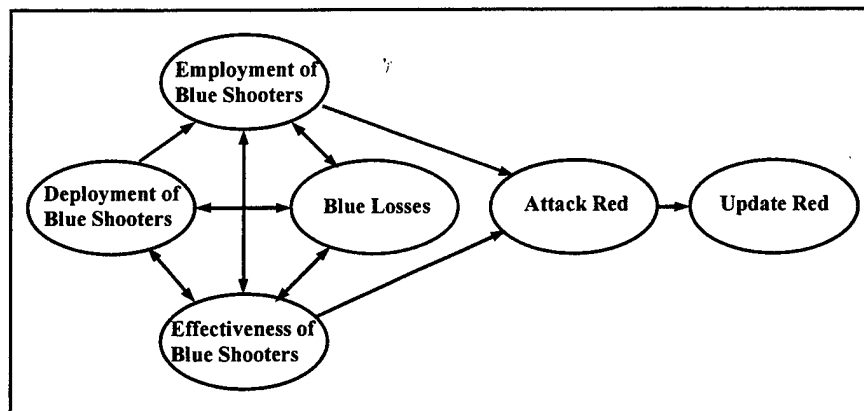 Employment of
Blue Shooters
Deployment of
Blue Shooters
Blue Losses
Attack Red
Update Red
Effectiveness of
Blue Shooters